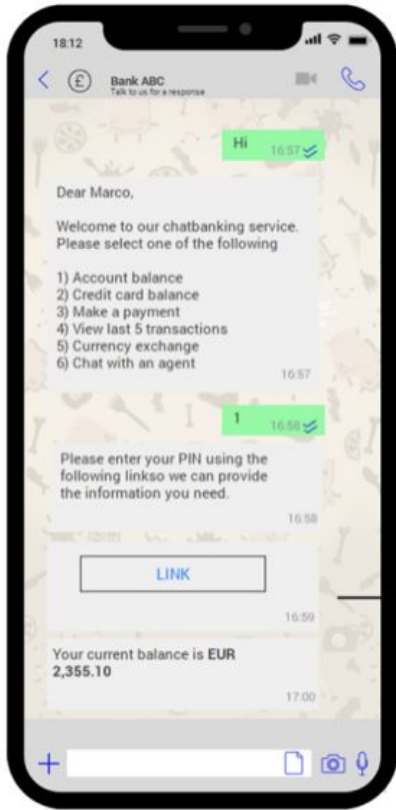 18:12
£
Bank ABC
Talk to us for a response
Hi
16:57
Dear Marco,
Welcome to our chatbanking service.
Please select one of the following
1) Account balance
2) Credit card balance
3) Make a payment
4) View last 5 transactions
5) Currency exchange
6) Chat with an agent
16:57
1
16:58
Please enter your PIN using the
following linkso we can provide
the information you need.
16:58
LINK
16:59
Your current balance is EUR
2,355.10
17:00